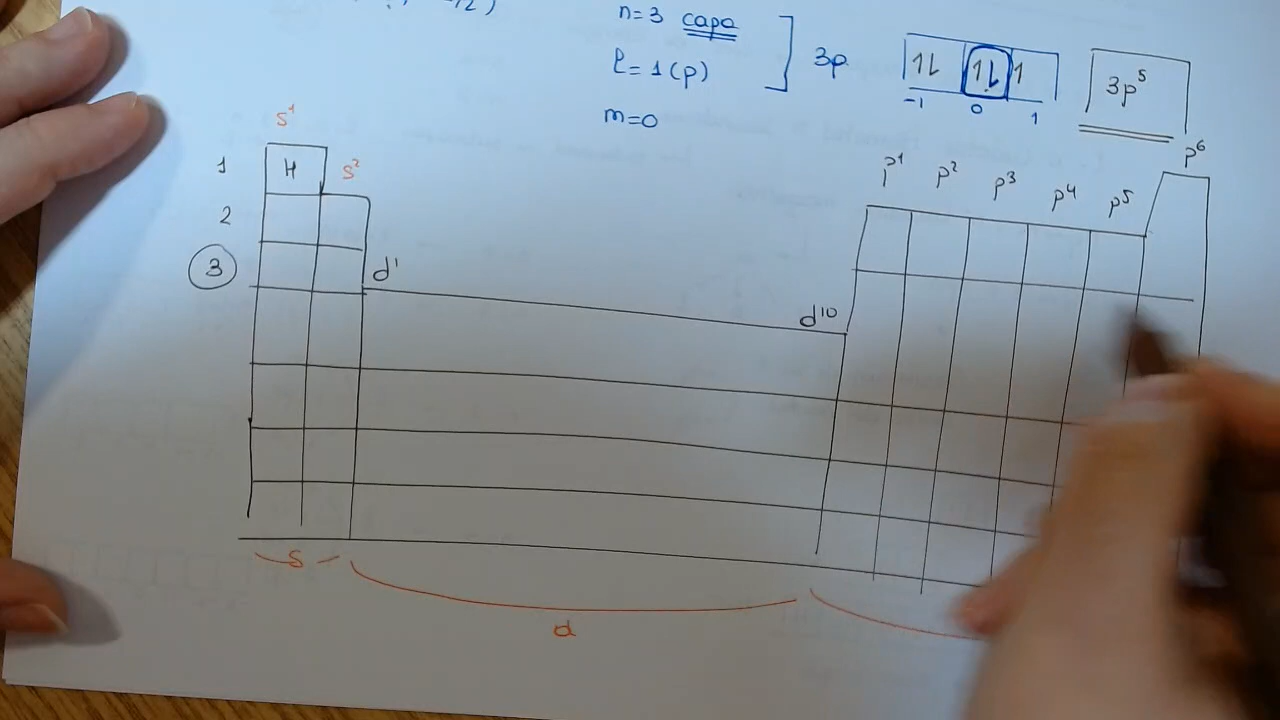 n=3 capa
l=1(p)
m=0
3p
1↿⇂ 1⇂ 1
-1 0 1
3p⁵
s¹
1 H s²
2
3 d¹
d¹⁰
p¹ p² p³ p⁴ p⁵ p⁶
s
d